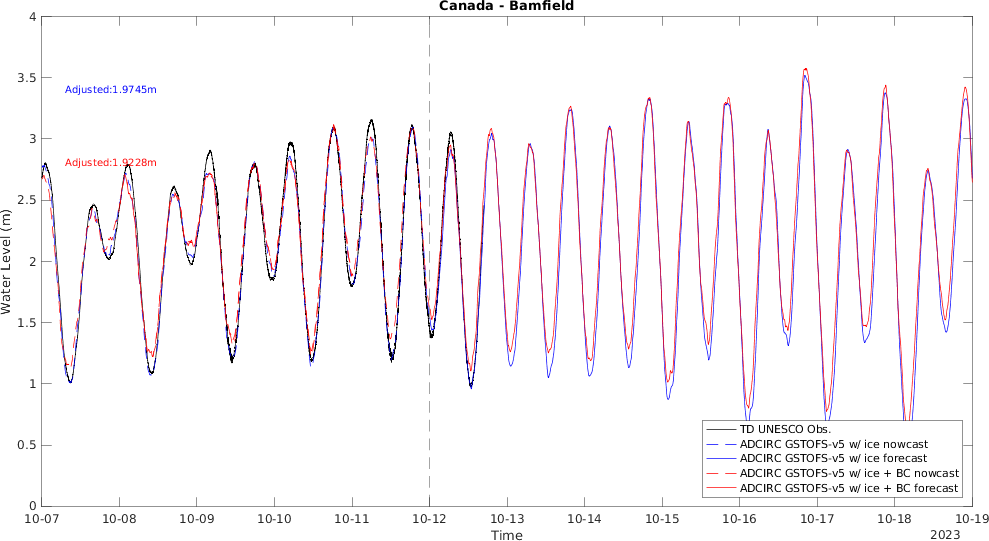 Canada - Bamfield
4
3.5
3
2.5
2
1.5
1
0.5
0
Water Level (m)
Adjusted:1.9745m
Adjusted:1.9228m
TD UNESCO Obs.
ADCIRC GSTOFS-v5 w/ ice nowcast
ADCIRC GSTOFS-v5 w/ ice forecast
ADCIRC GSTOFS-v5 w/ ice + BC nowcast
ADCIRC GSTOFS-v5 w/ ice + BC forecast
10-07 10-08 10-09 10-10 10-11 10-12 10-13 10-14 10-15 10-16 10-17 10-18 10-19
Time
2023